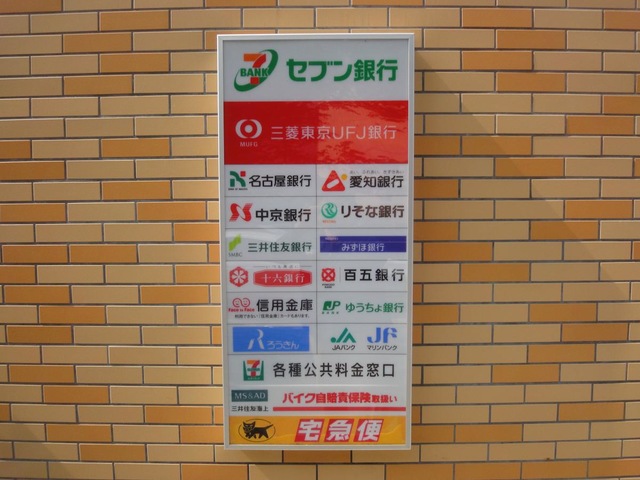 7 BANK セブン銀行
MUFG 三菱東京UFJ銀行
名古屋銀行 愛知銀行
中京銀行 りそな銀行
SMBC 三井住友銀行 みずほ銀行
十六銀行 百五銀行
信用金庫 JP ゆうちょ銀行
R ろうきん JA JAバンク JF マリンバンク
7 各種公共料金窓口
MS&AD 三井住友海上 バイク自賠責保険取扱い
宅急便